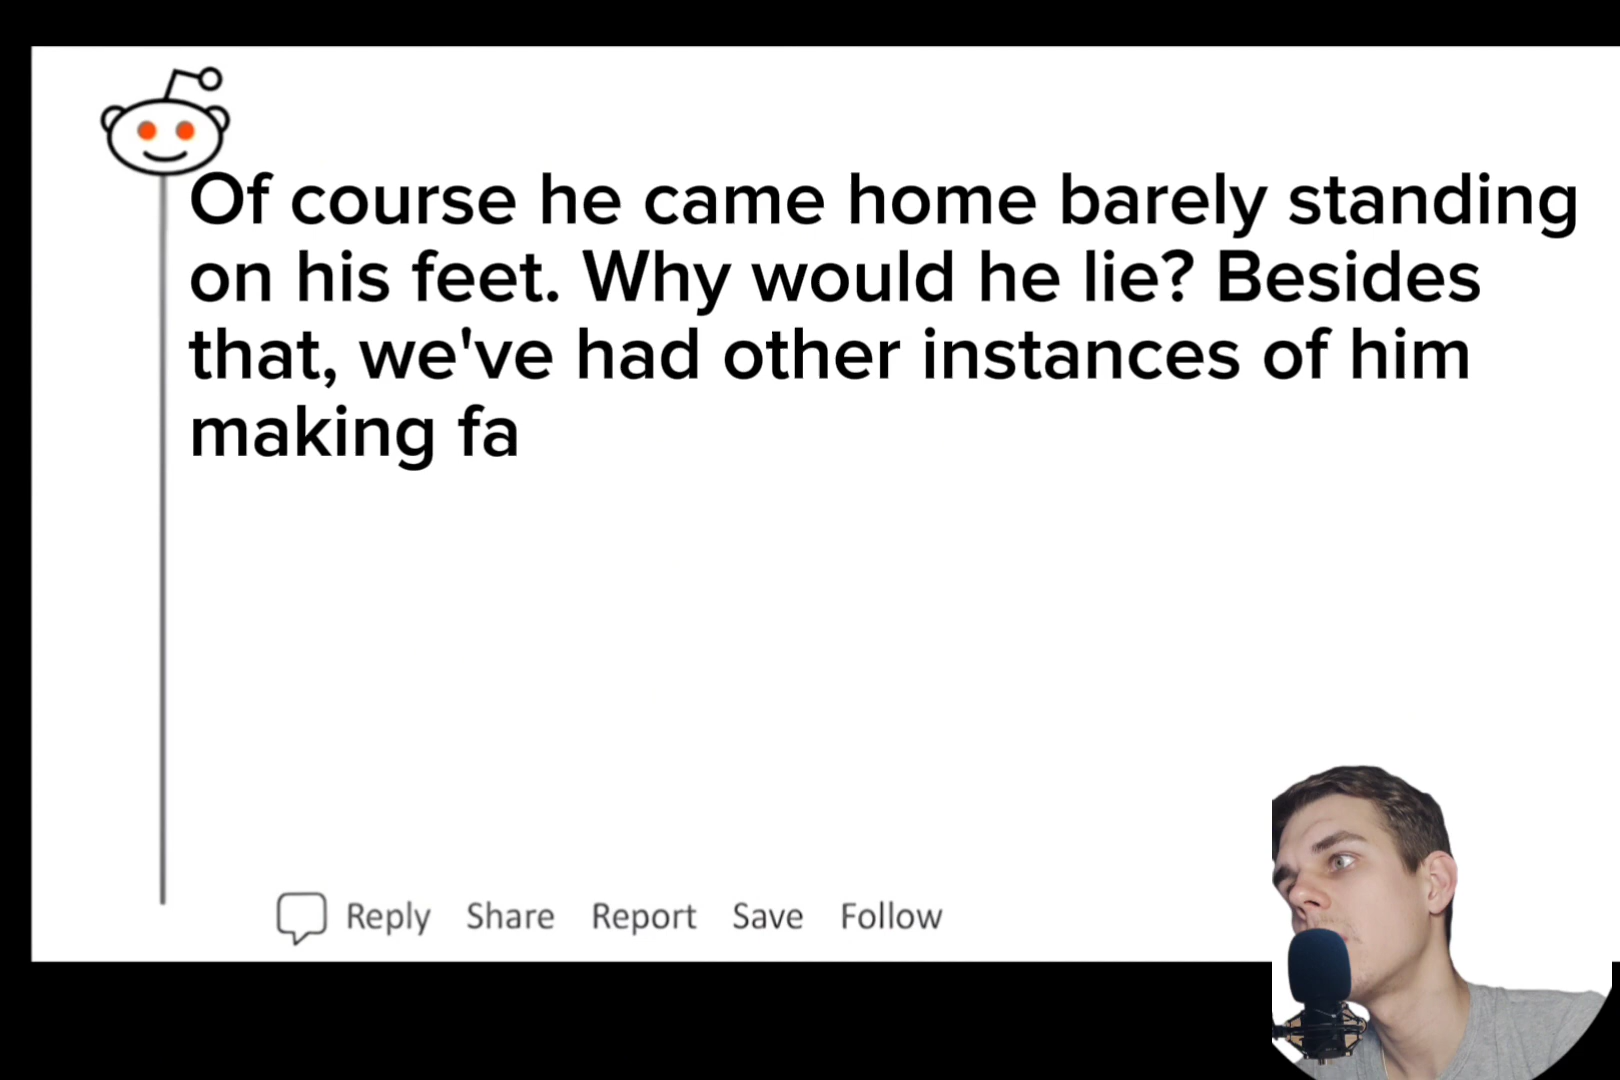 Of course he came home barely standing
on his feet. Why would he lie? Besides
that, we've had other instances of him
making fa
Reply Share Report Save Follow